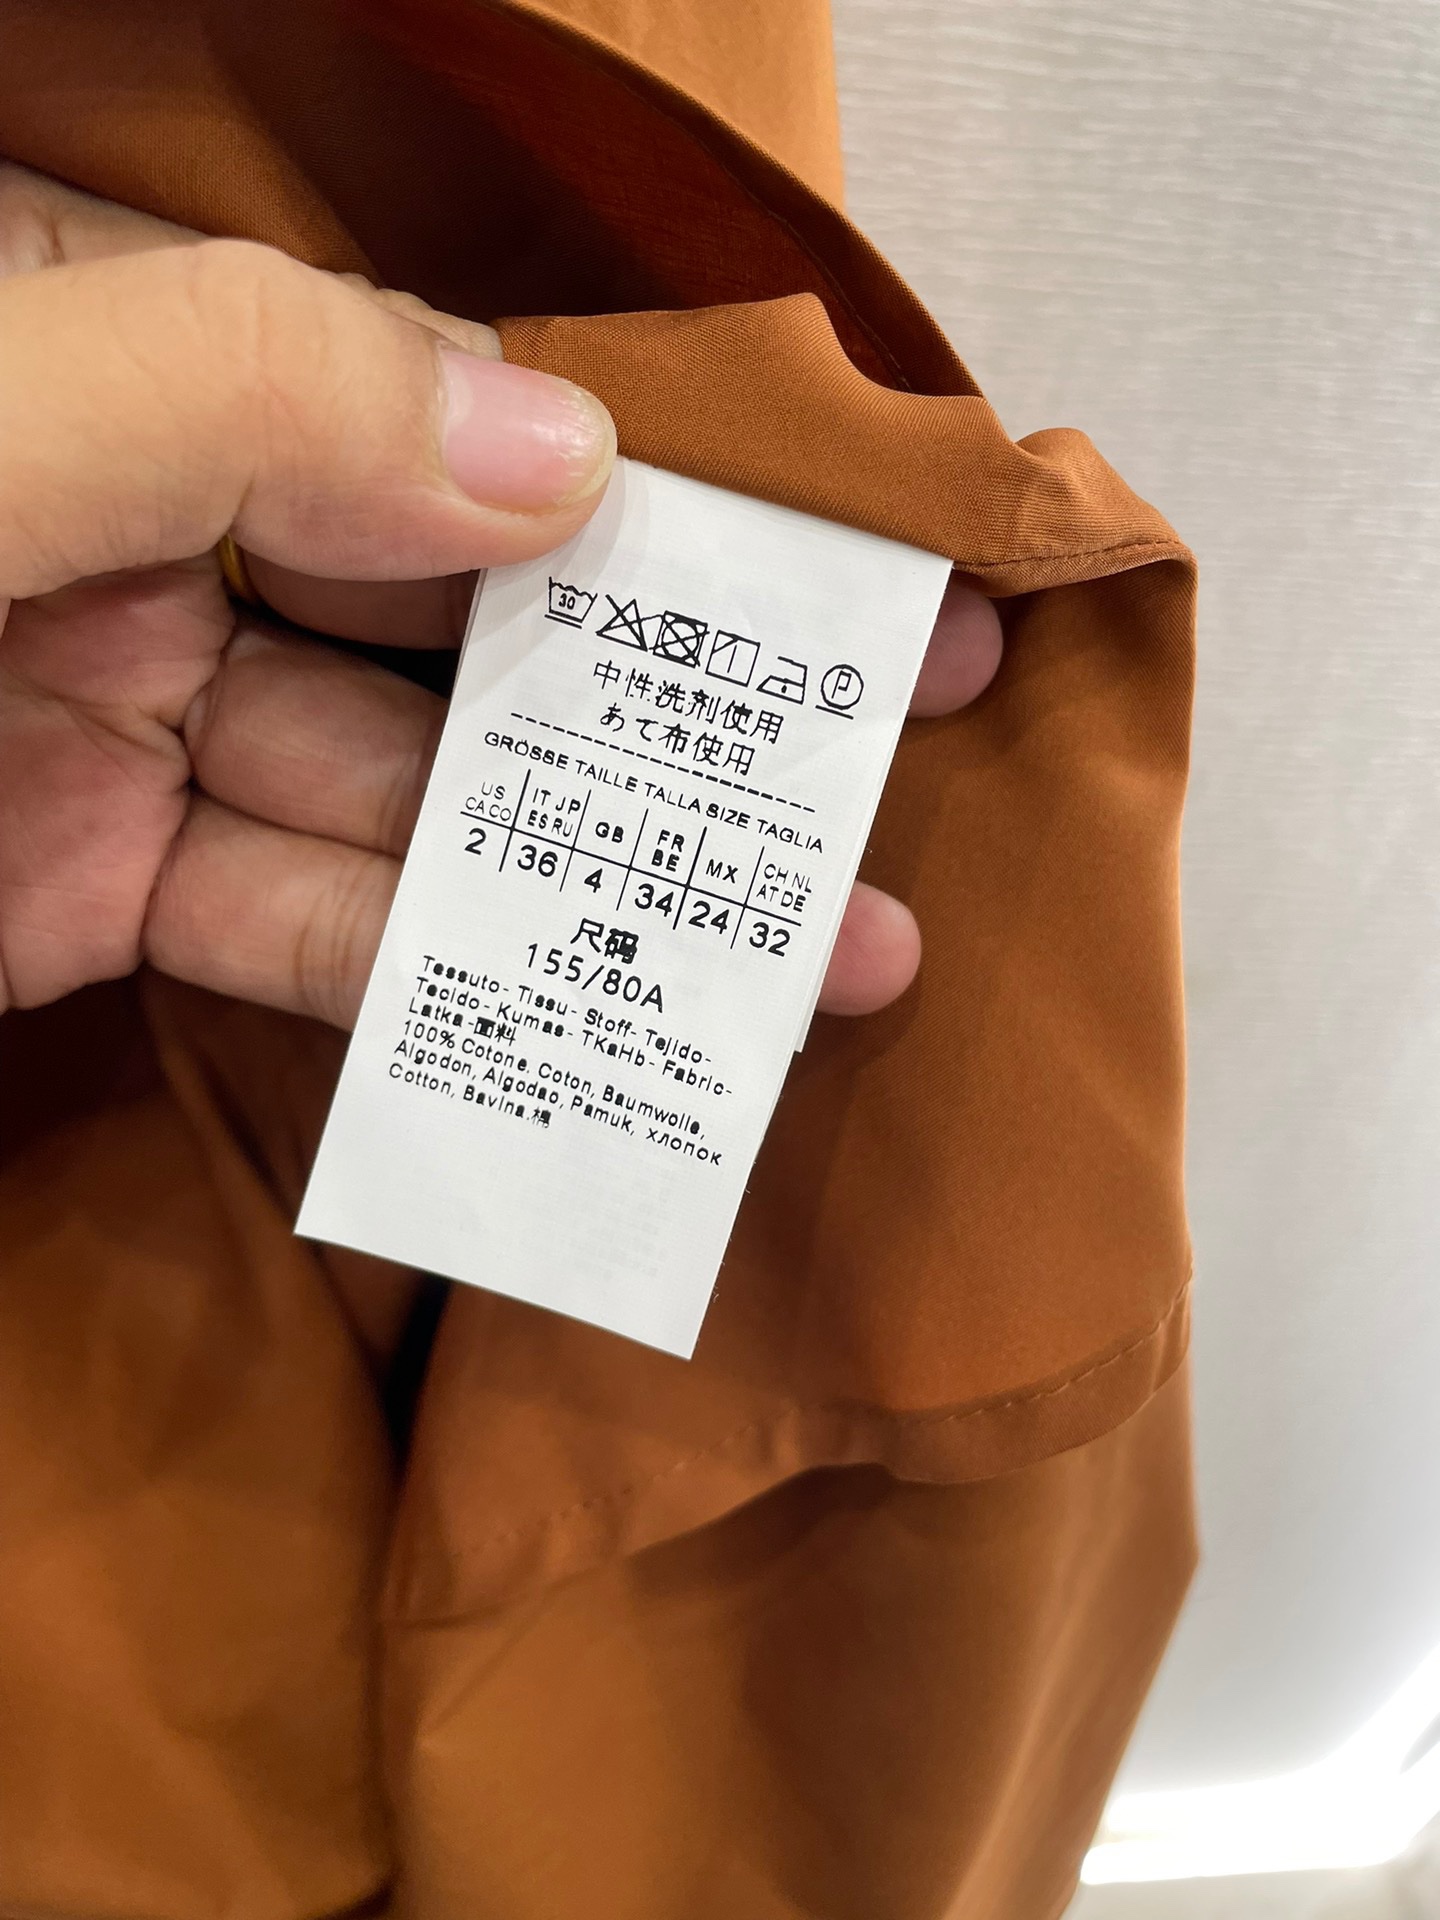 30
P
中性洗剤使用
あて布使用
GRÖSSE TAILLE TALLA SIZE TAGLIA
US CA CO IT JP ES RU GB FR BE MX CH NL AT DE
2 36 4 34 24 32
尺码
155/80A
Tessuto- Tissu- Stoff- Tejido-
Tecido- Kumas- TKaHb- Fabric-
Latka-面料
100% Cotone. Coton, Baumwolle,
Algodon, Algodao, Pamuk, хлопок
Cotton, Bavlna.棉